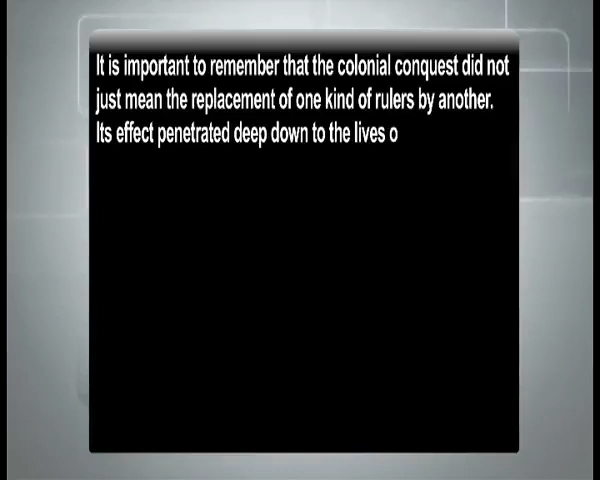 It is important to remember that the colonial conquest did not
just mean the replacement of one kind of rulers by another.
Its effect penetrated deep down to the lives o